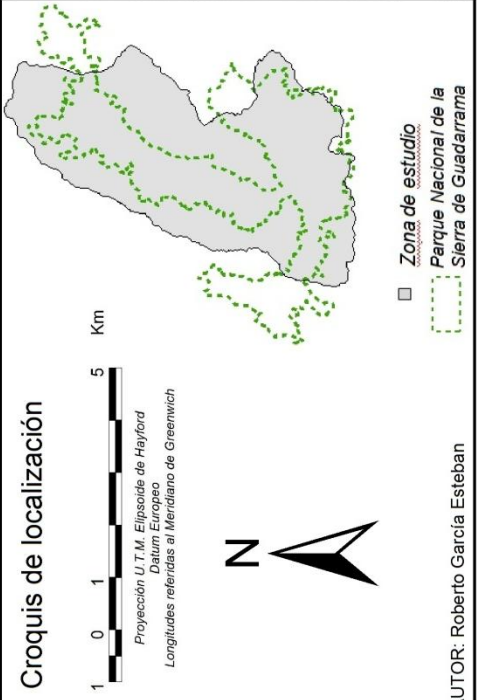 Croquis de localización
1 0 1 5 Km
Proyección U.T.M. Elipsoide de Hayford
Datum Europeo
Longitudes referidas al Meridiano de Greenwich
N
Zona de estudio
Parque Nacional de la
Sierra de Guadarrama
UTOR: Roberto García Esteban